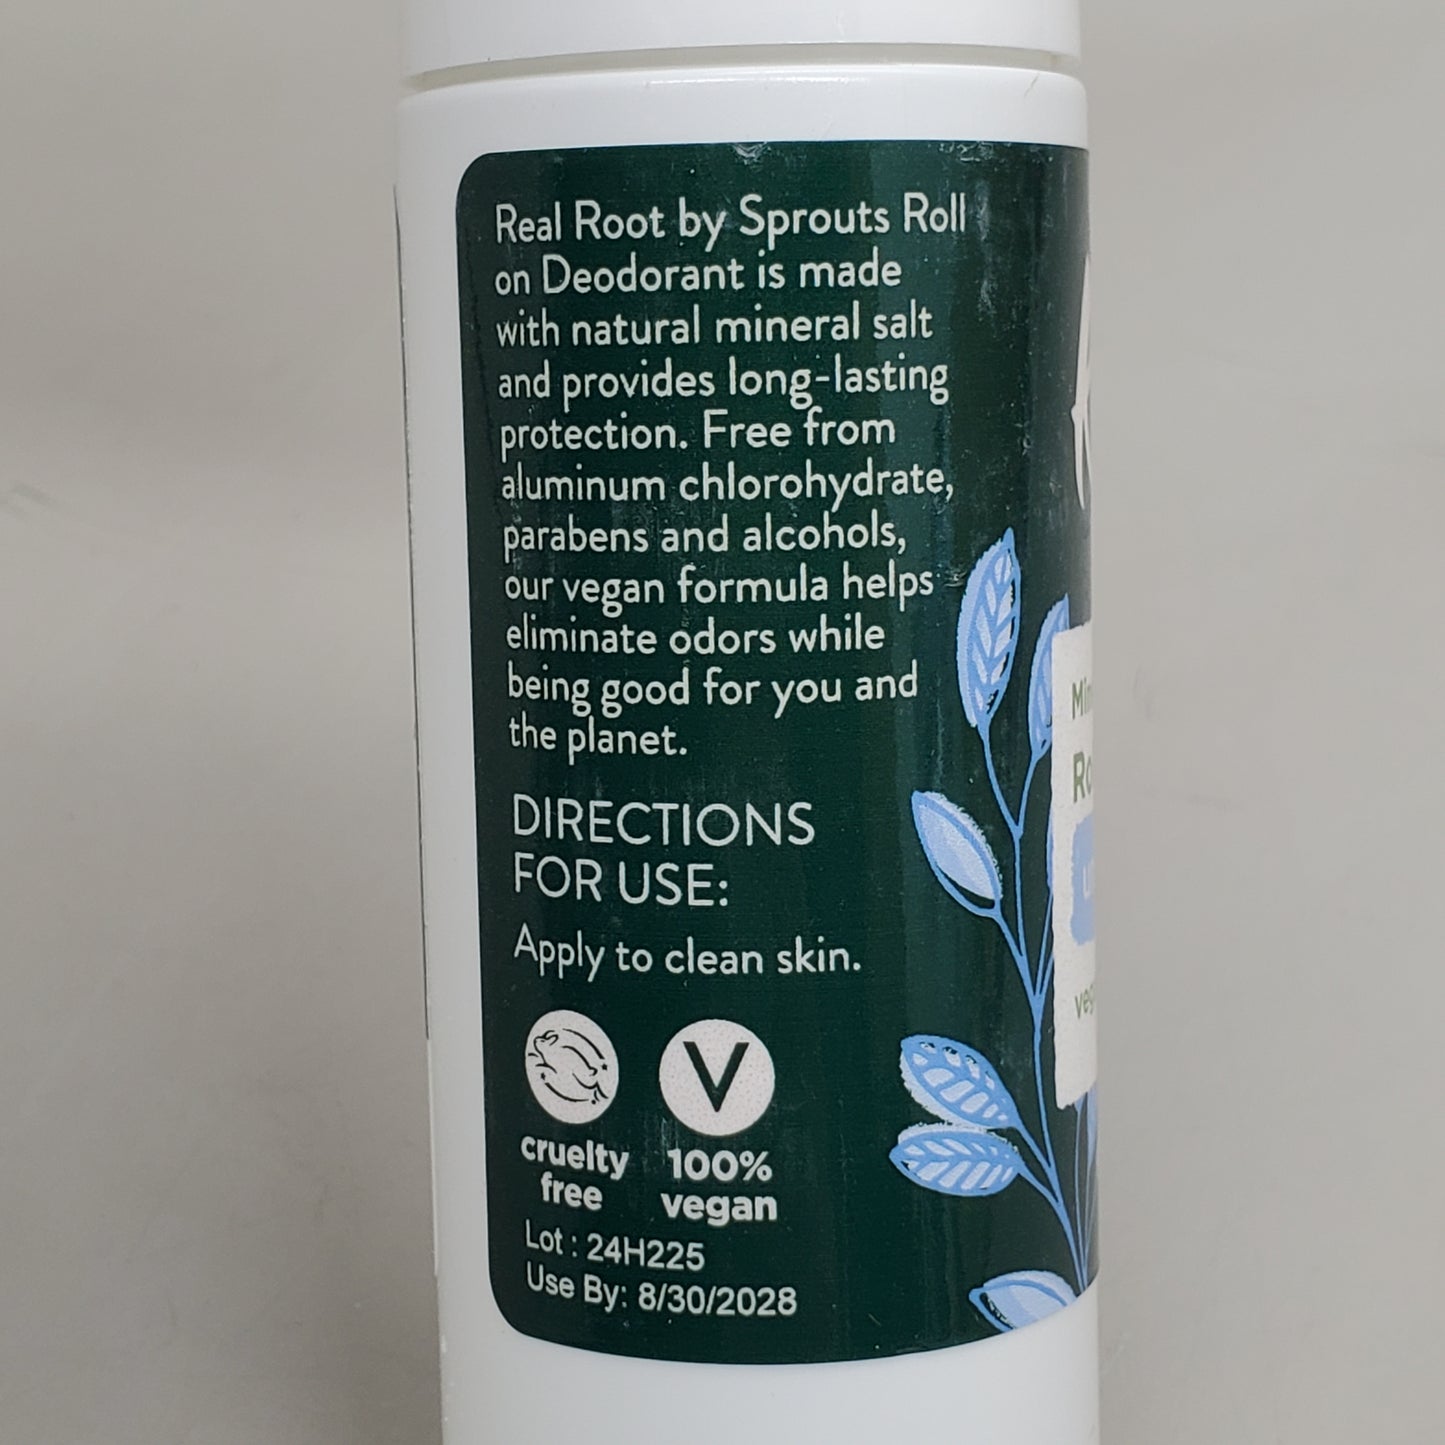 Real Root by Sprouts Roll
on Deodorant is made
with natural mineral salt
and provides long-lasting
protection. Free from
aluminum chlorohydrate,
parabens and alcohols,
our vegan formula helps
eliminate odors while
being good for you and
the planet.
DIRECTIONS
FOR USE:
Apply to clean skin.
cruelty
free
V
100%
vegan
Lot : 24H225
Use By: 8/30/2028